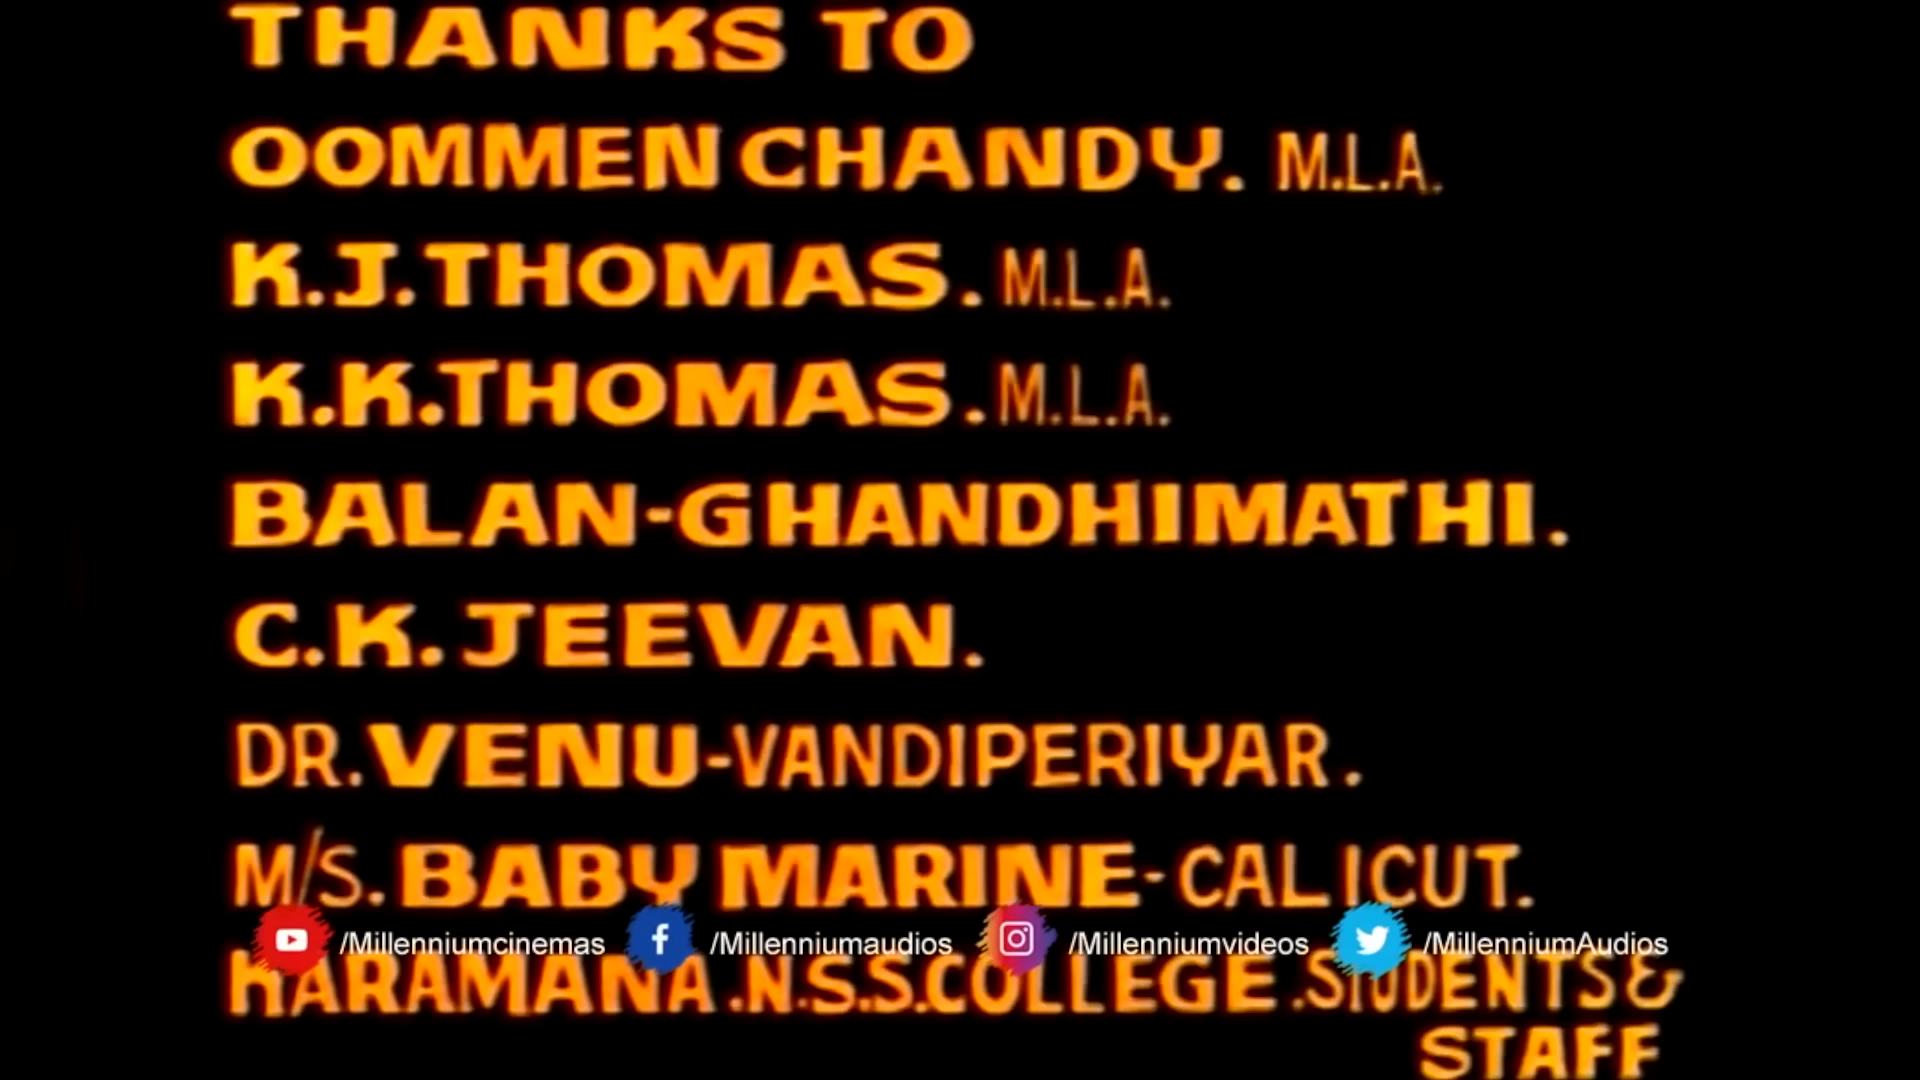 THANKS TO
OOMMEN CHANDY. M.L.A.
K.J.THOMAS. M.L.A.
K.K.THOMAS. M.L.A.
BALAN-GHANDHIMATHI.
C.K. JEEVAN.
DR. VENU-VANDIPERIYAR.
M/S. BABY MARINE-CALICUT.
/Millenniumcinemas /Millenniumaudios /Millenniumvideos /MillenniumAudios
KARAMANA.N.S.S.COLLEGE.STUDENTS &
STAFF